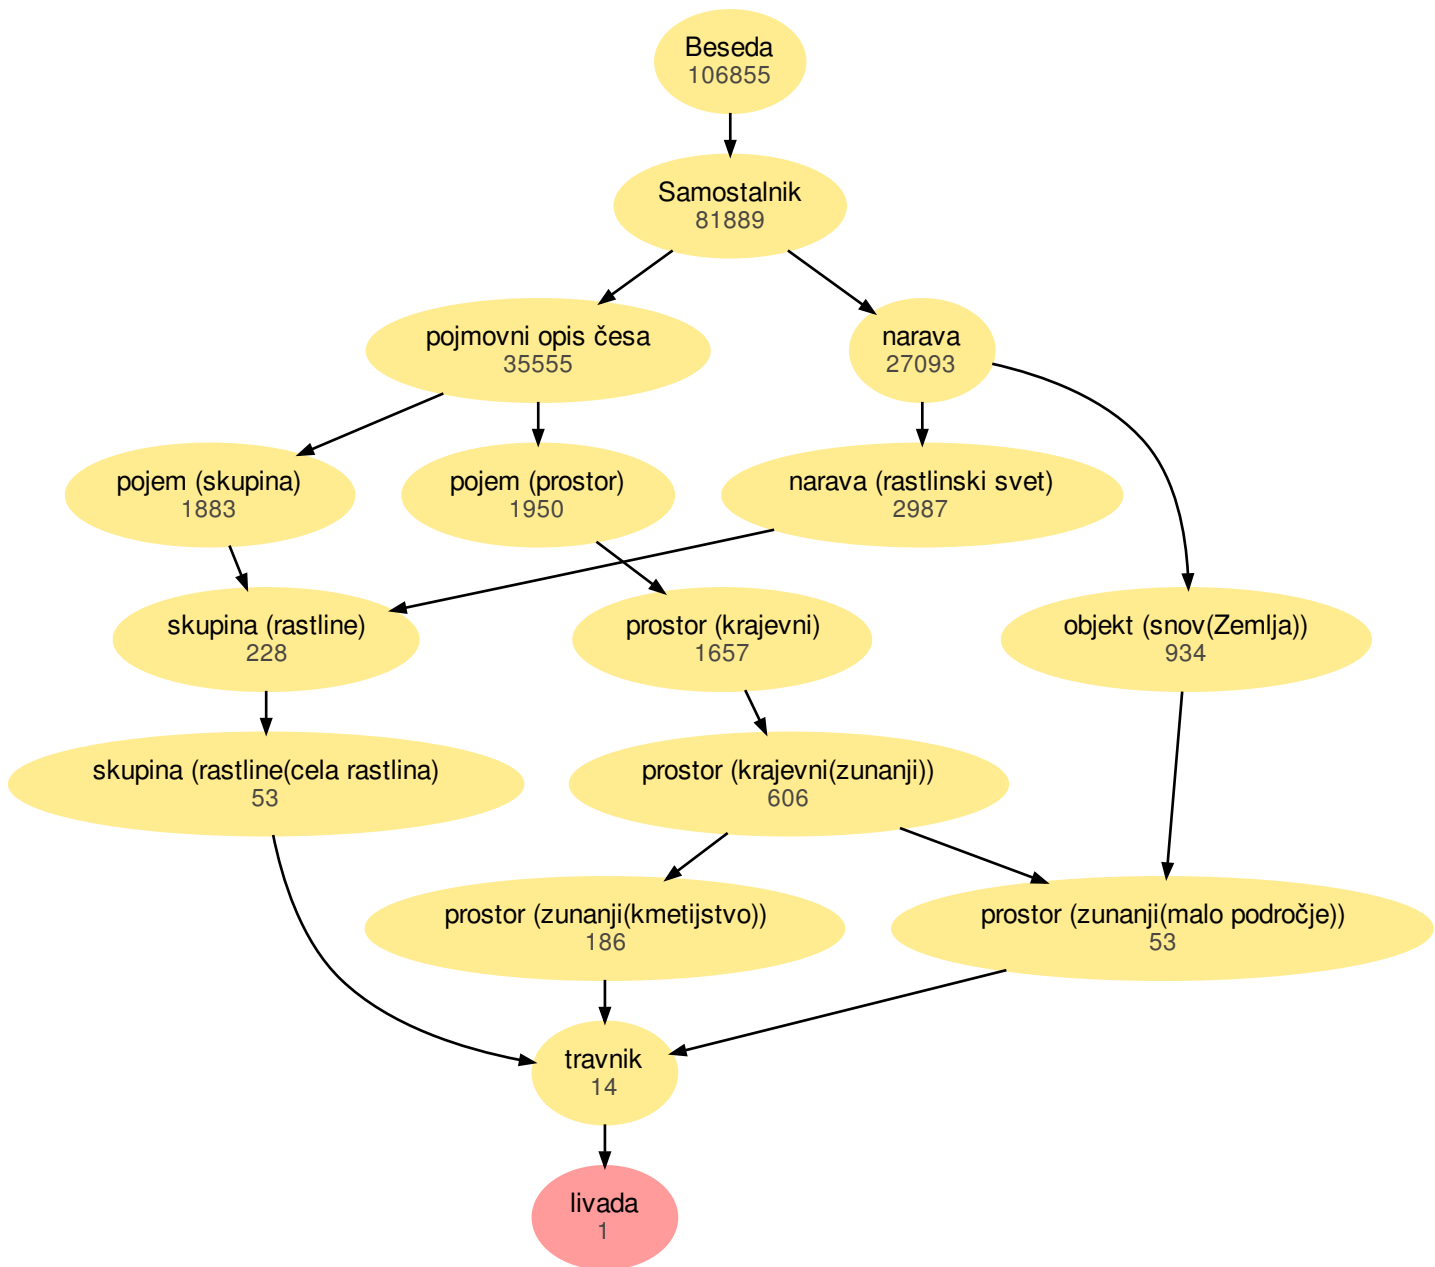 Beseda
106855
Samostalnik
81889
pojmovni opis česa
35555
narava
27093
pojem (skupina)
1883
pojem (prostor)
1950
narava (rastlinski svet)
2987
skupina (rastline)
228
prostor (krajevni)
1657
objekt (snov(Zemlja))
934
skupina (rastline(cela rastlina)
53
prostor (krajevni(zunanji))
606
prostor (zunanji(kmetijstvo))
186
prostor (zunanji(malo področje))
53
travnik
14
livada
1